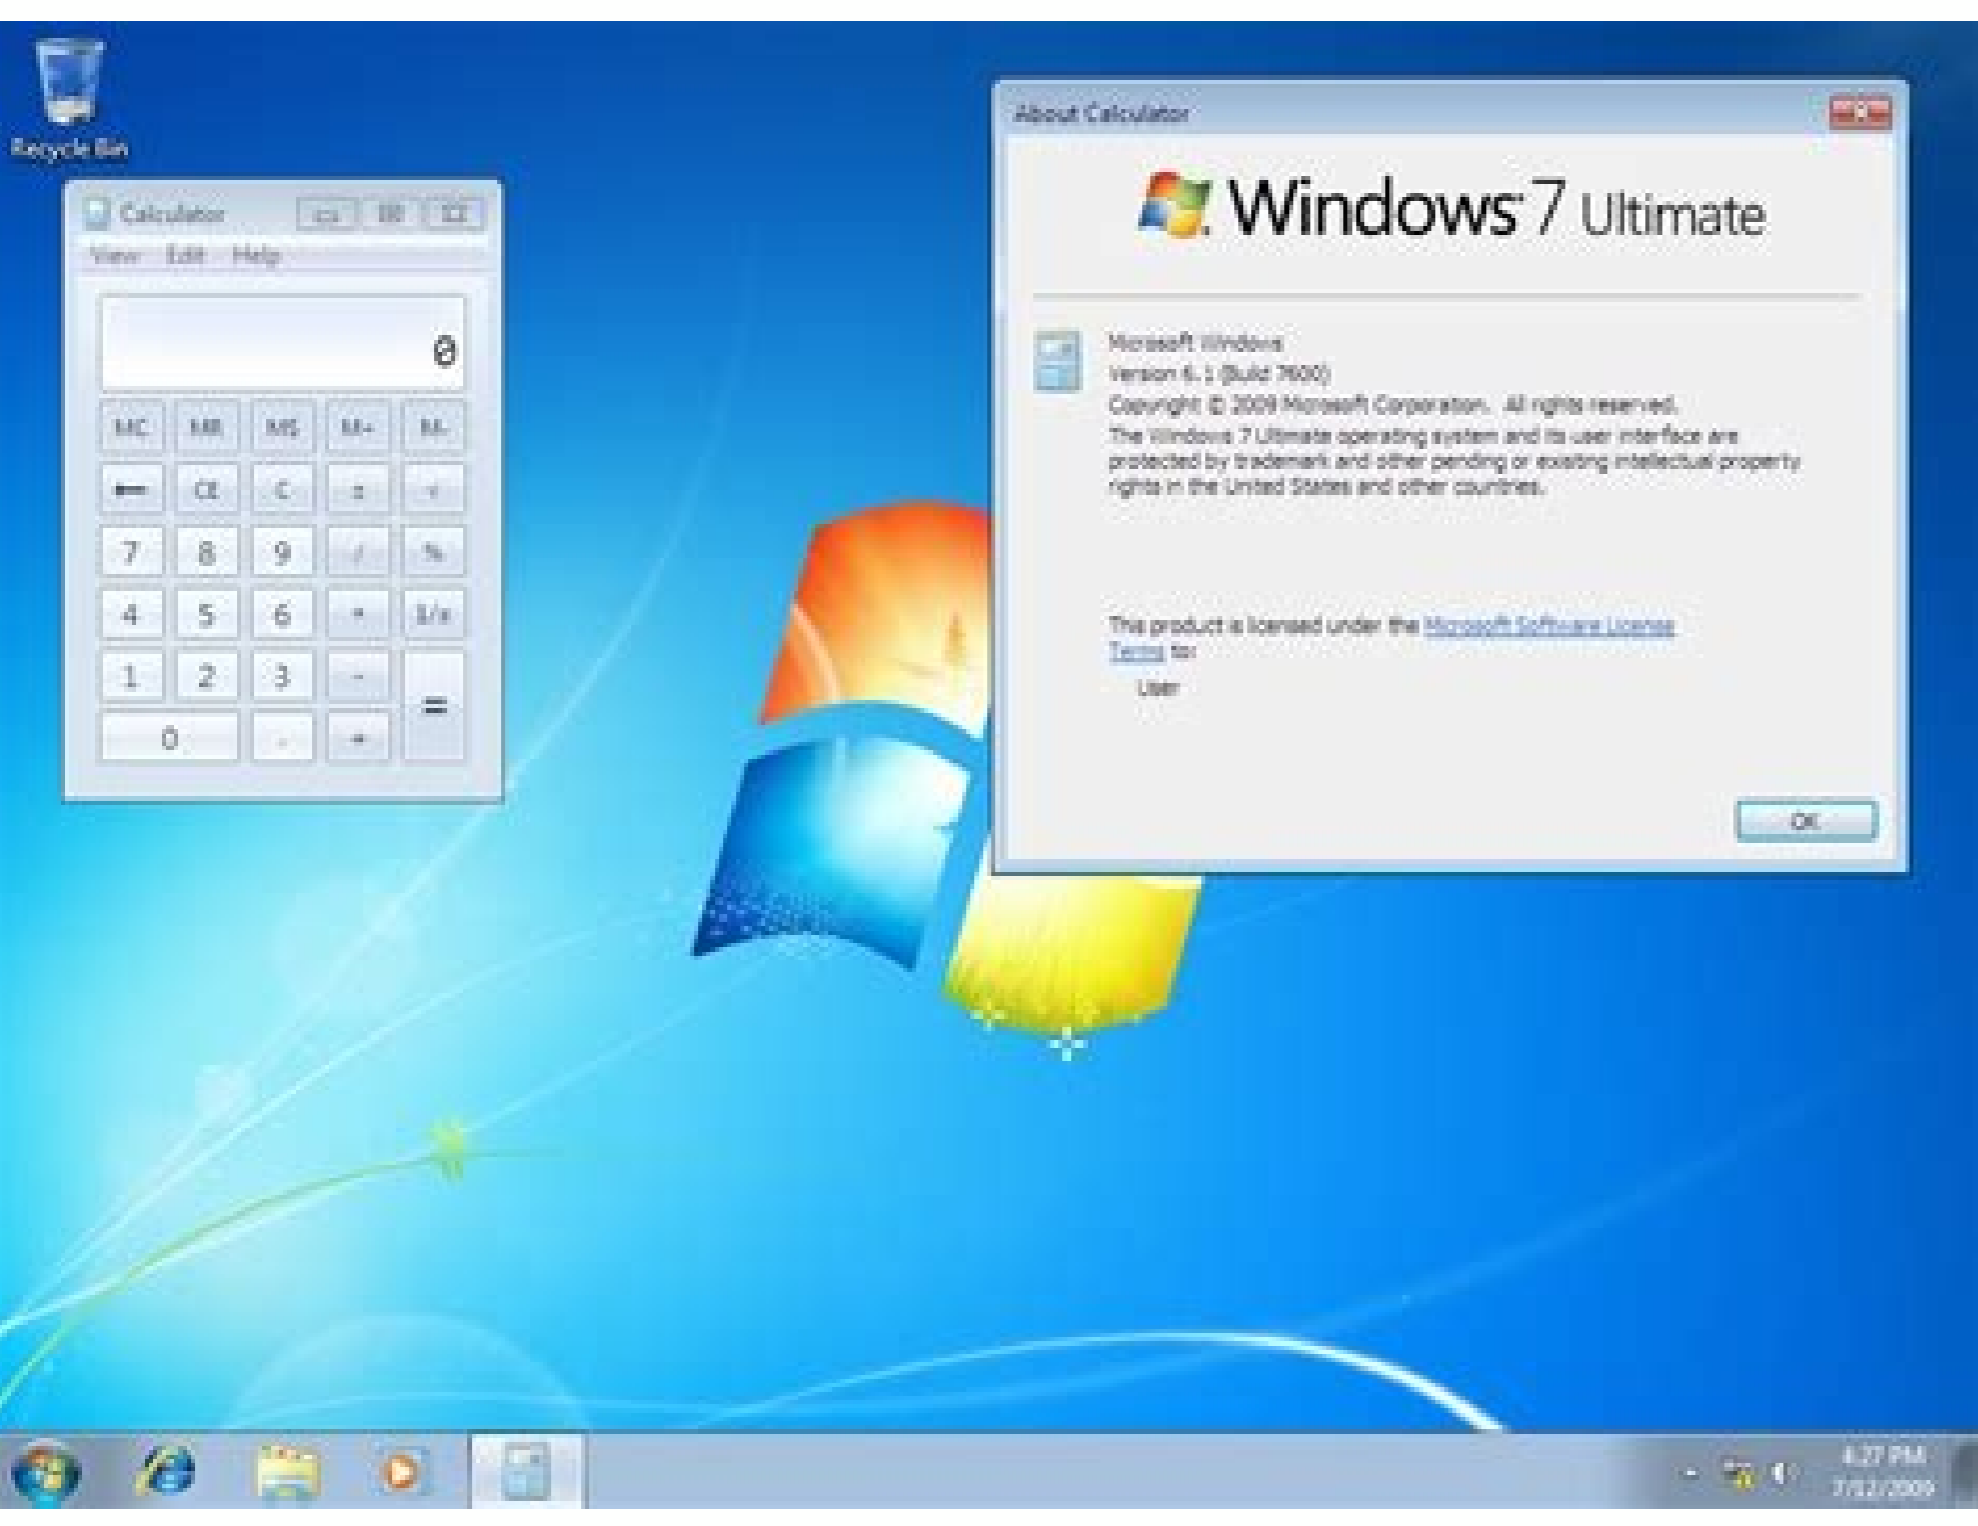 Recycle Bin
Calculator
View Edit Help
0
MC MR MS M+ M-
← CE C ± √
7 8 9 / %
4 5 6 * 1/x
1 2 3 -
=
0 . +
About Calculator
Windows 7 Ultimate
Microsoft Windows
Version 6.1 (Build 7600)
Copyright © 2009 Microsoft Corporation. All rights reserved.
The Windows 7 Ultimate operating system and its user interface are
protected by trademark and other pending or existing intellectual property
rights in the United States and other countries.
This product is licensed under the Microsoft Software License
Terms to:
User
OK
4:27 PM
7/12/2009